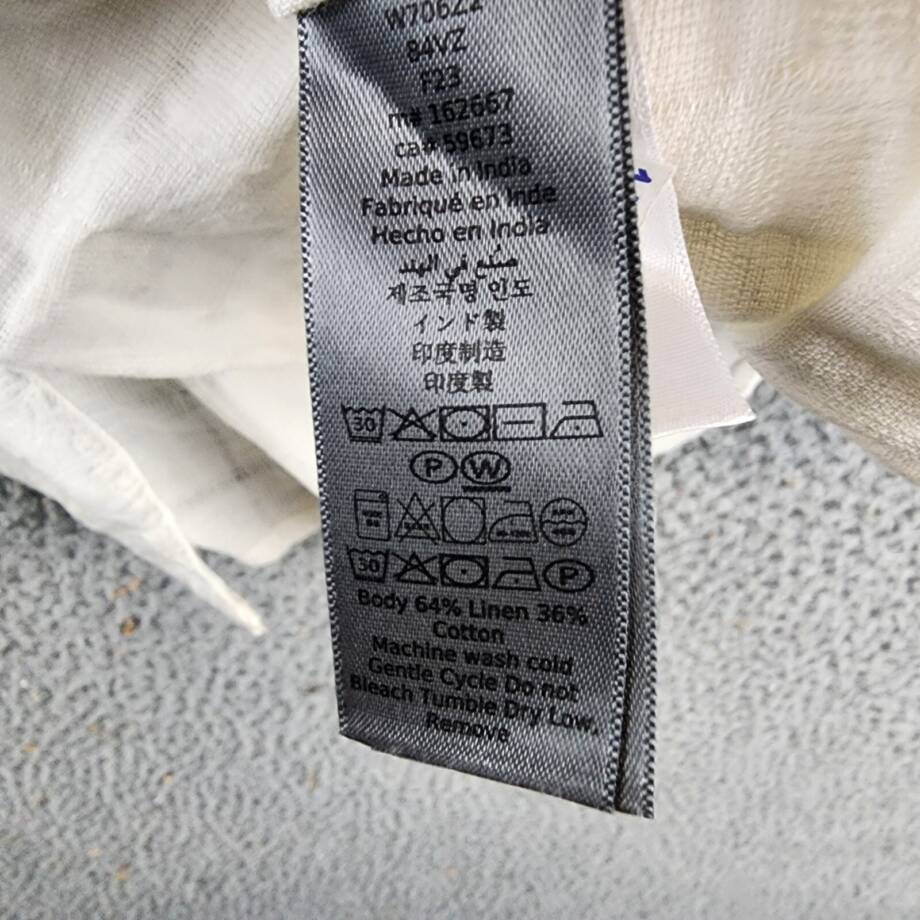 W706Z2
84VZ
F23
m# 162667
ca# 59673
Made in India
Fabriqué en Inde
Hecho en India
صنع في الهند
제조국명 인도
インド製
印度制造
印度製
30
P W
30 P
Body 64% Linen 36%
Cotton
Machine wash cold
Gentle Cycle Do not
Bleach Tumble Dry Low,
Remove